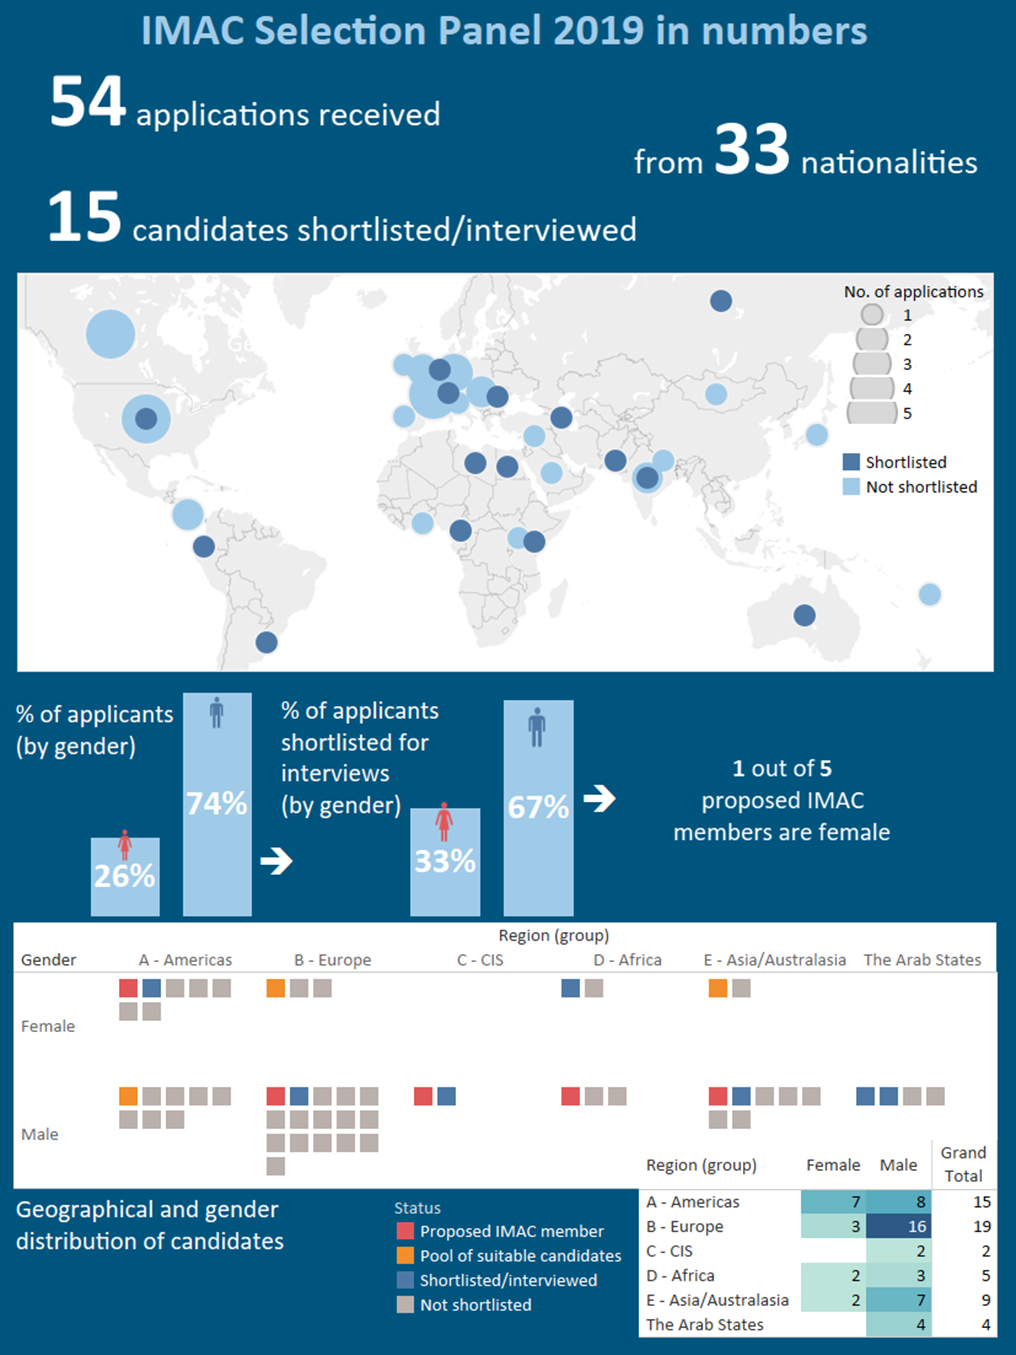 IMAC Selection Panel 2019 in numbers
54 applications received
from 33 nationalities
15 candidates shortlisted/interviewed
No. of applications
1
2
3
4
5
Shortlisted
Not shortlisted
% of applicants
(by gender)
26%
74%
% of applicants
shortlisted for
interviews
(by gender)
33%
67%
1 out of 5
proposed IMAC
members are female
Region (group)
Gender A - Americas B - Europe C - CIS D - Africa E - Asia/Australasia The Arab States
Female
Male
Region (group) Female Male Grand Total
A - Americas 7 8 15
B - Europe 3 16 19
C - CIS 2 2
D - Africa 2 3 5
E - Asia/Australasia 2 7 9
The Arab States 4 4
Geographical and gender
distribution of candidates
Status
Proposed IMAC member
Pool of suitable candidates
Shortlisted/interviewed
Not shortlisted